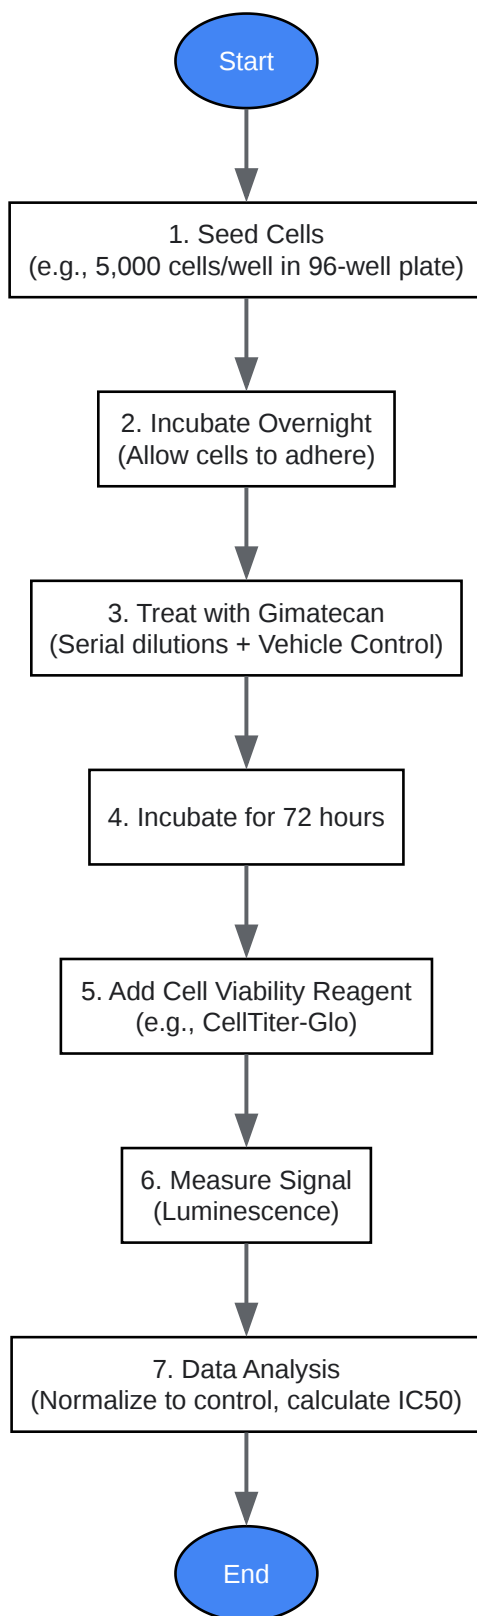 Start
1. Seed Cells
(e.g., 5,000 cells/well in 96-well plate)
2. Incubate Overnight
(Allow cells to adhere)
3. Treat with Gimatecan
(Serial dilutions + Vehicle Control)
4. Incubate for 72 hours
5. Add Cell Viability Reagent
(e.g., CellTiter-Glo)
6. Measure Signal
(Luminescence)
7. Data Analysis
(Normalize to control, calculate IC50)
End